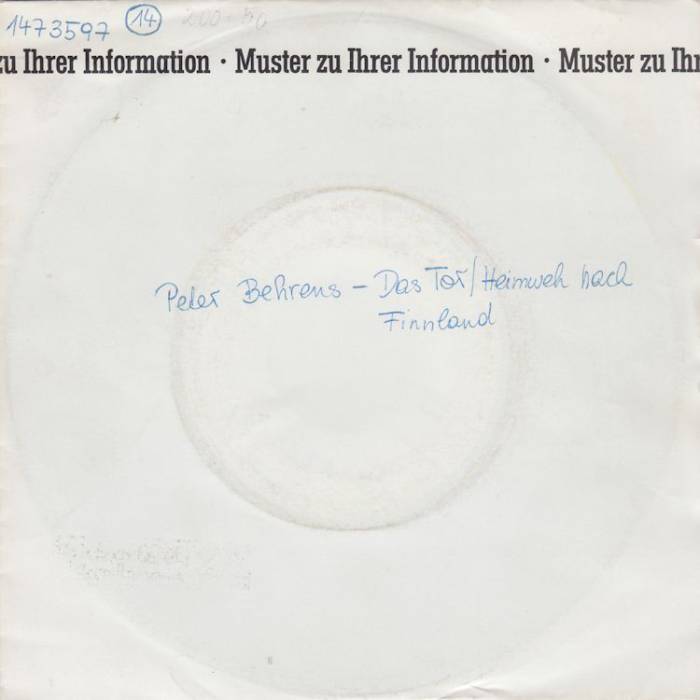 1473597 14 200-50
zu Ihrer Information · Muster zu Ihrer Information · Muster zu Ihr
Peter Behrens – Das Tor/Heimweh nach
Finnland